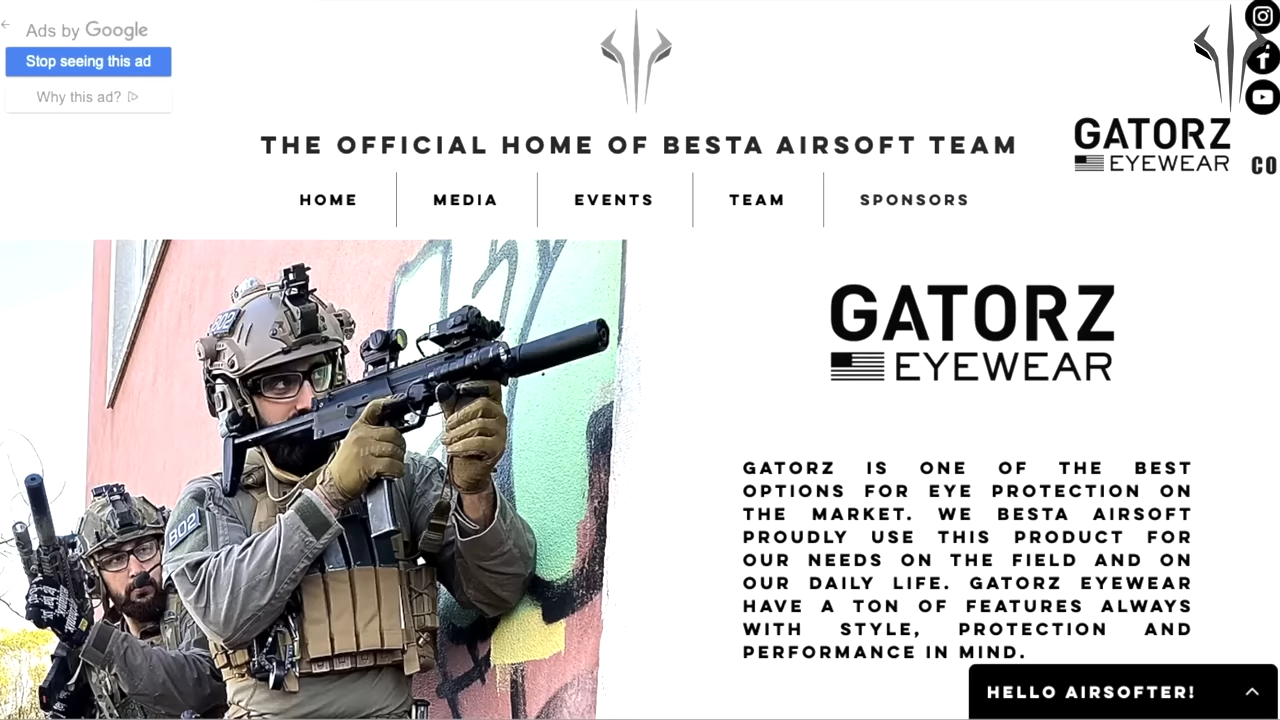 Ads by Google
Stop seeing this ad
Why this ad?
THE OFFICIAL HOME OF BESTA AIRSOFT TEAM
GATORZ
EYEWEAR
CO
HOME
MEDIA
EVENTS
TEAM
SPONSORS
B02
B02
GATORZ
EYEWEAR
GATORZ IS ONE OF THE BEST
OPTIONS FOR EYE PROTECTION ON
THE MARKET. WE BESTA AIRSOFT
PROUDLY USE THIS PRODUCT FOR
OUR NEEDS ON THE FIELD AND ON
OUR DAILY LIFE. GATORZ EYEWEAR
HAVE A TON OF FEATURES ALWAYS
WITH STYLE, PROTECTION AND
PERFORMANCE IN MIND.
HELLO AIRSOFTER!